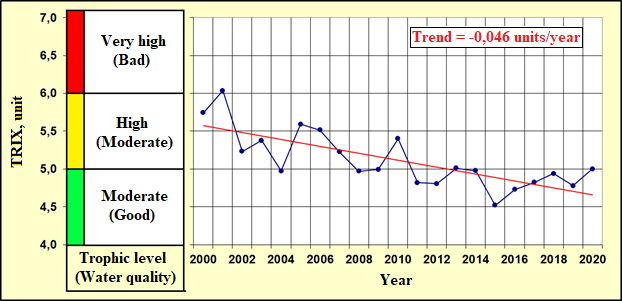 TRIX, unit
7,0
6,5
6,0
5,5
5,0
4,5
4,0
Very high
(Bad)
High
(Moderate)
Moderate
(Good)
Trophic level
(Water quality)
Trend = -0,046 units/year
2000 2002 2004 2006 2008 2010 2012 2014 2016 2018 2020
Year